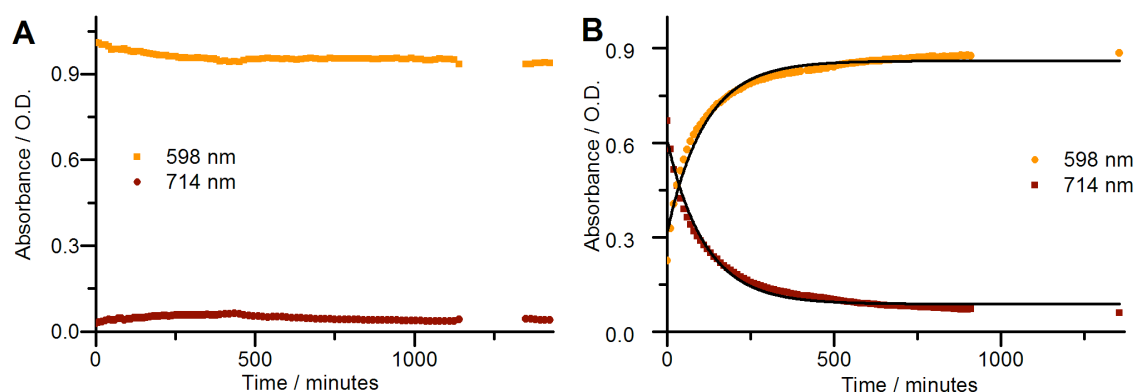 A
Absorbance / O.D.
0.9
0.6
0.3
0.0
598 nm
714 nm
0
500
1000
Time / minutes
B
Absorbance / O.D.
0.9
0.6
0.3
0.0
598 nm
714 nm
0
500
1000
Time / minutes